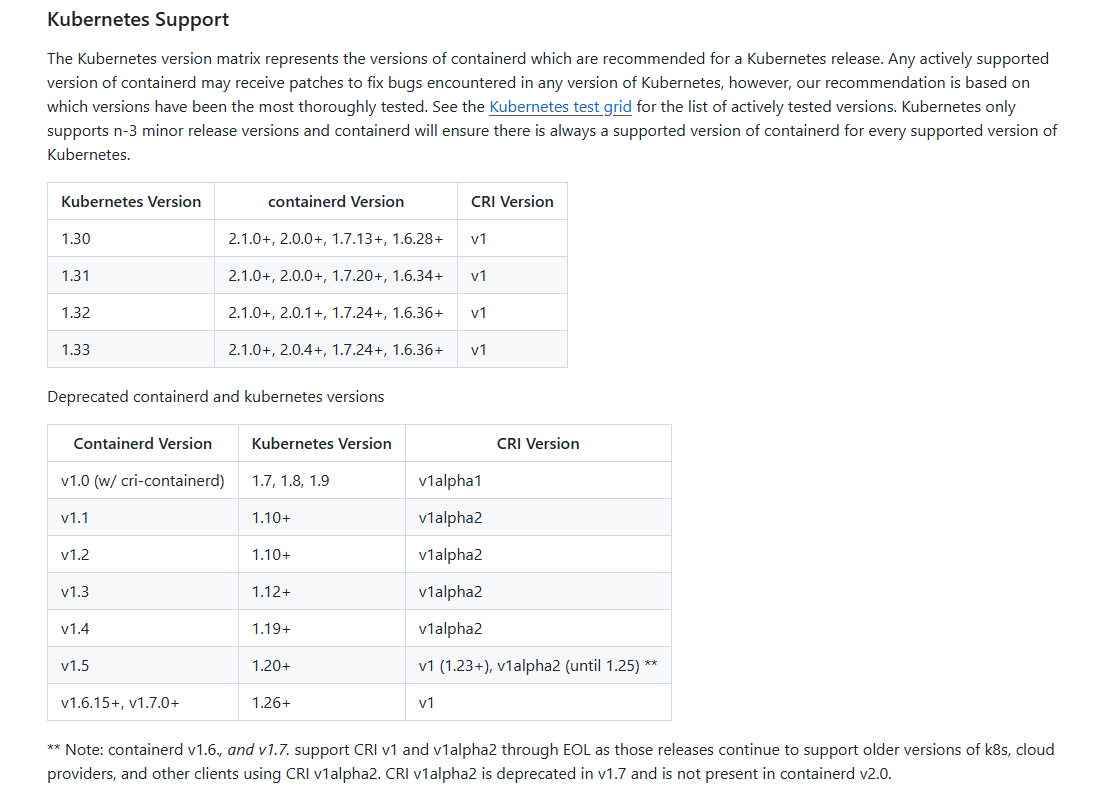 Kubernetes Support
The Kubernetes version matrix represents the versions of containerd which are recommended for a Kubernetes release. Any actively supported
version of containerd may receive patches to fix bugs encountered in any version of Kubernetes, however, our recommendation is based on
which versions have been the most thoroughly tested. See the Kubernetes test grid for the list of actively tested versions. Kubernetes only
supports n-3 minor release versions and containerd will ensure there is always a supported version of containerd for every supported version of
Kubernetes.
Kubernetes Version containerd Version CRI Version
1.30 2.1.0+, 2.0.0+, 1.7.13+, 1.6.28+ v1
1.31 2.1.0+, 2.0.0+, 1.7.20+, 1.6.34+ v1
1.32 2.1.0+, 2.0.1+, 1.7.24+, 1.6.36+ v1
1.33 2.1.0+, 2.0.4+, 1.7.24+, 1.6.36+ v1
Deprecated containerd and kubernetes versions
Containerd Version Kubernetes Version CRI Version
v1.0 (w/ cri-containerd) 1.7, 1.8, 1.9 v1alpha1
v1.1 1.10+ v1alpha2
v1.2 1.10+ v1alpha2
v1.3 1.12+ v1alpha2
v1.4 1.19+ v1alpha2
v1.5 1.20+ v1 (1.23+), v1alpha2 (until 1.25) **
v1.6.15+, v1.7.0+ 1.26+ v1
** Note: containerd v1.6., and v1.7. support CRI v1 and v1alpha2 through EOL as those releases continue to support older versions of k8s, cloud
providers, and other clients using CRI v1alpha2. CRI v1alpha2 is deprecated in v1.7 and is not present in containerd v2.0.